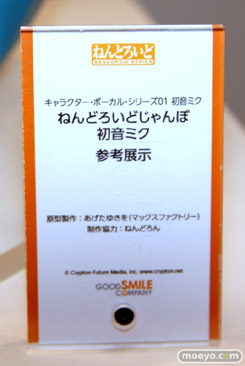 ねんどろいど
NENDOROID SERIES
キャラクター・ボーカル・シリーズ01 初音ミク
ねんどろいどじゃんぼ
初音ミク
参考展示
原型製作：あげたゆきを（マックスファクトリー）
制作協力：ねんどろん
© Crypton Future Media, Inc. www.crypton.net
GOOD SMILE
COMPANY
moeyo.com